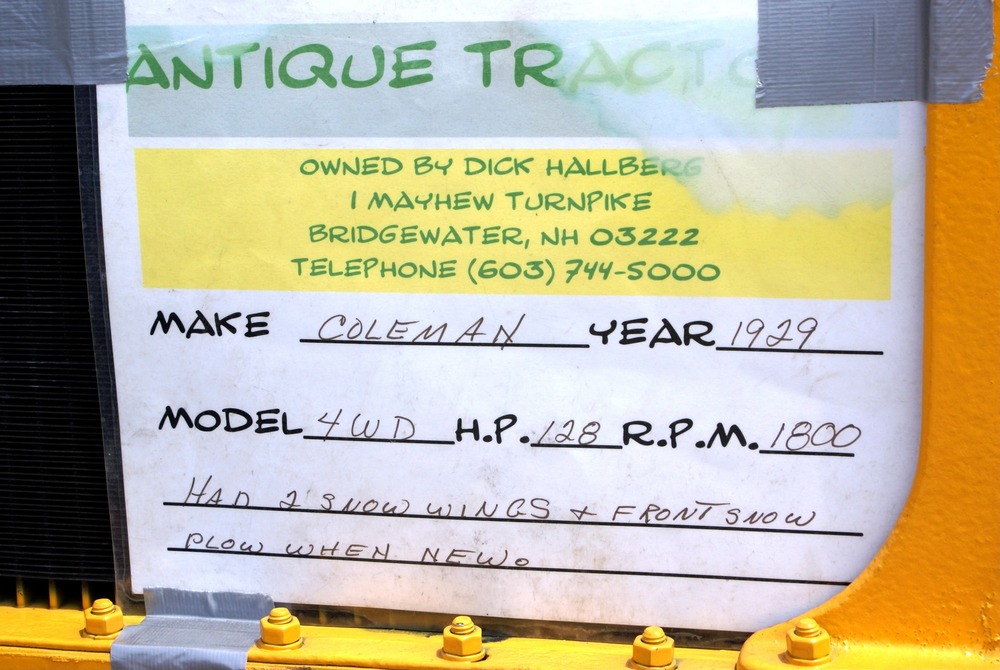 ANTIQUE TRACTO
OWNED BY DICK HALLBERG
1 MAYHEW TURNPIKE
BRIDGEWATER, NH 03222
TELEPHONE (603) 744-5000
MAKE COLEMAN YEAR 1929
MODEL 4WD H.P. 128 R.P.M. 1800
HAD 2 SNOW WINGS & FRONT SNOW
PLOW WHEN NEW.